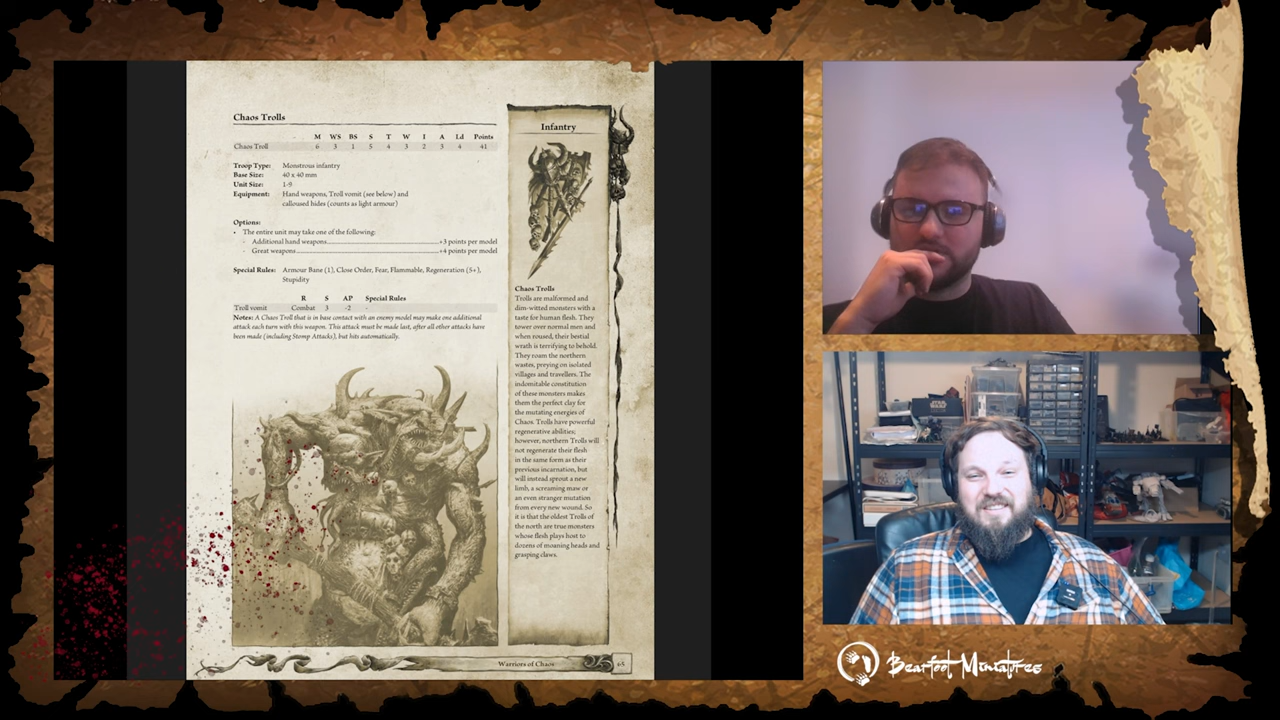 Chaos Trolls
M WS BS S T W I A Ld Points
Chaos Troll 6 3 1 5 4 3 2 3 4 41
Troop Type: Monstrous infantry
Base Size: 40 x 40 mm
Unit Size: 1-9
Equipment: Hand weapons, Troll vomit (see below) and
calloused hides (counts as light armour)
Options:
• The entire unit may take one of the following:
- Additional hand weapons...+3 points per model
- Great weapons...+4 points per model
Special Rules: Armour Bane (1), Close Order, Fear, Flammable, Regeneration (5+),
Stupidity
R S AP Special Rules
Troll vomit Combat 3 -2 -
Notes: A Chaos Troll that is in base contact with an enemy model may make one additional
attack each turn with this weapon. This attack must be made last, after all other attacks have
been made (including Stomp Attacks), but hits automatically.
Infantry
Chaos Trolls
Trolls are malformed and
dim-witted monsters with a
taste for human flesh. They
tower over normal men and
when roused, their bestial
wrath is terrifying to behold.
They roam the northern
wastes, preying on isolated
villages and travellers. The
indomitable constitution
of these monsters makes
them the perfect clay for
the mutating energies of
Chaos. Trolls have powerful
regenerative abilities;
however, northern Trolls will
not regenerate their flesh
in the same form as their
previous incarnation, but
will instead sprout a new
limb, a screaming maw or
an even stranger mutation
from every new wound. So
it is that the oldest Trolls of
the north are true monsters
whose flesh plays host to
dozens of moaning heads and
grasping claws.
Warriors of Chaos 65
STAR WARS
Bearfoot Miniatures